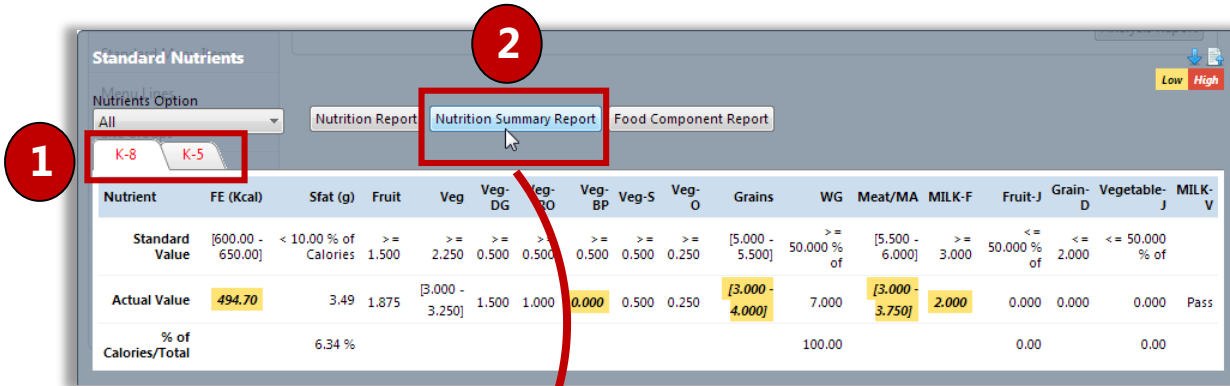 2
Standard Nutrients
Low High
Nutrients Option
All
Nutrition Report Nutrition Summary Report Food Component Report
1
K-8 K-5
Nutrient FE (Kcal) Sfat (g) Fruit Veg Veg-DG Veg-BP Veg-S Veg-O Grains WG Meat/MA MILK-F Fruit-J Grain-D Vegetable-J MILK-V
Standard Value [600.00 - 650.00] < 10.00 % of Calories >= 1.500 >= 2.250 >= 0.500 0.500 >= 0.500 >= 0.500 >= 0.250 [5.000 - 5.500] >= 50.000 % of [5.500 - 6.000] >= 3.000 <= 50.000 % of <= 2.000 <= 50.000 % of
Actual Value 494.70 3.49 1.875 [3.000 - 3.250] 1.500 1.000 0.000 0.500 0.250 [3.000 - 4.000] 7.000 [3.000 - 3.750] 2.000 0.000 0.000 0.000 Pass
% of Calories/Total 6.34 % 100.00 0.00 0.00